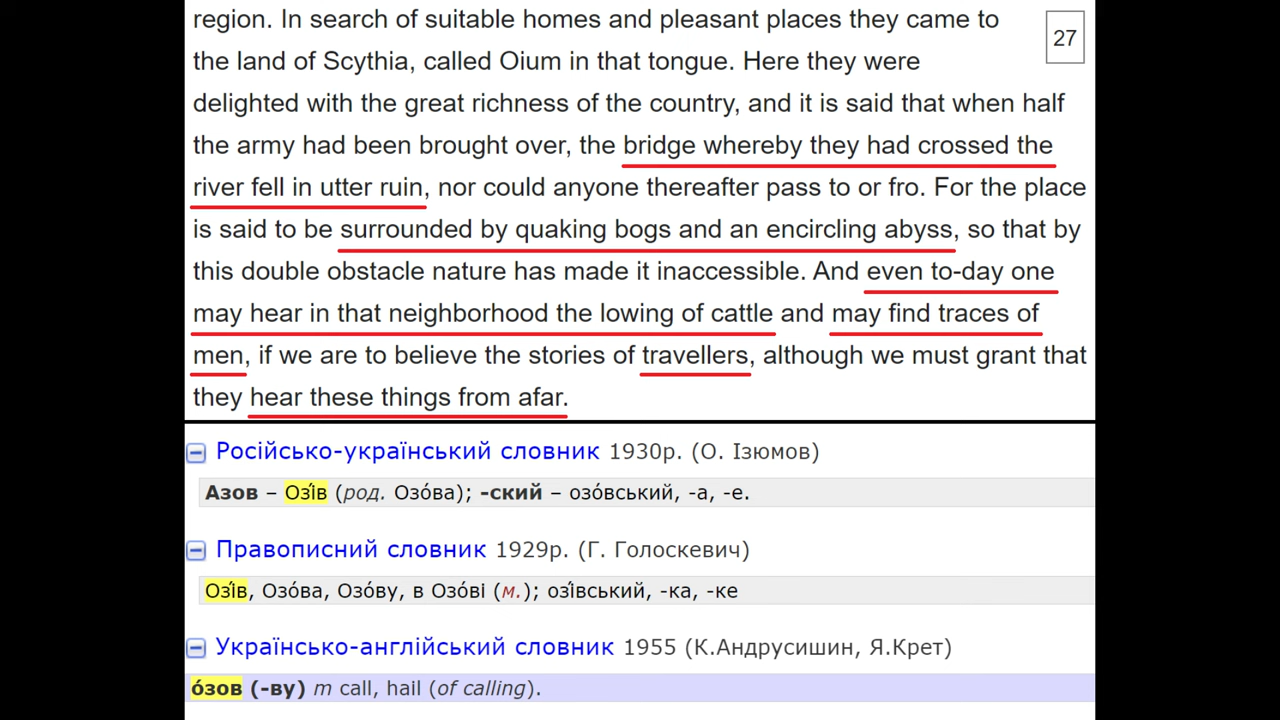 region. In search of suitable homes and pleasant places they came to
27
the land of Scythia, called Oium in that tongue. Here they were
delighted with the great richness of the country, and it is said that when half
the army had been brought over, the bridge whereby they had crossed the
river fell in utter ruin, nor could anyone thereafter pass to or fro. For the place
is said to be surrounded by quaking bogs and an encircling abyss, so that by
this double obstacle nature has made it inaccessible. And even to-day one
may hear in that neighborhood the lowing of cattle and may find traces of
men, if we are to believe the stories of travellers, although we must grant that
they hear these things from afar.
Російсько-український словник 1930р. (О. Ізюмов)
Азов – Озі́в (род. Озо́ва); -ский – озо́вський, -а, -е.
Правописний словник 1929р. (Г. Голоскевич)
Озі́в, Озо́ва, Озо́ву, в Озо́ві (м.); озі́вський, -ка, -ке
Українсько-англійський словник 1955 (К.Андрусишин, Я.Крет)
о́зов (-ву) m call, hail (of calling).